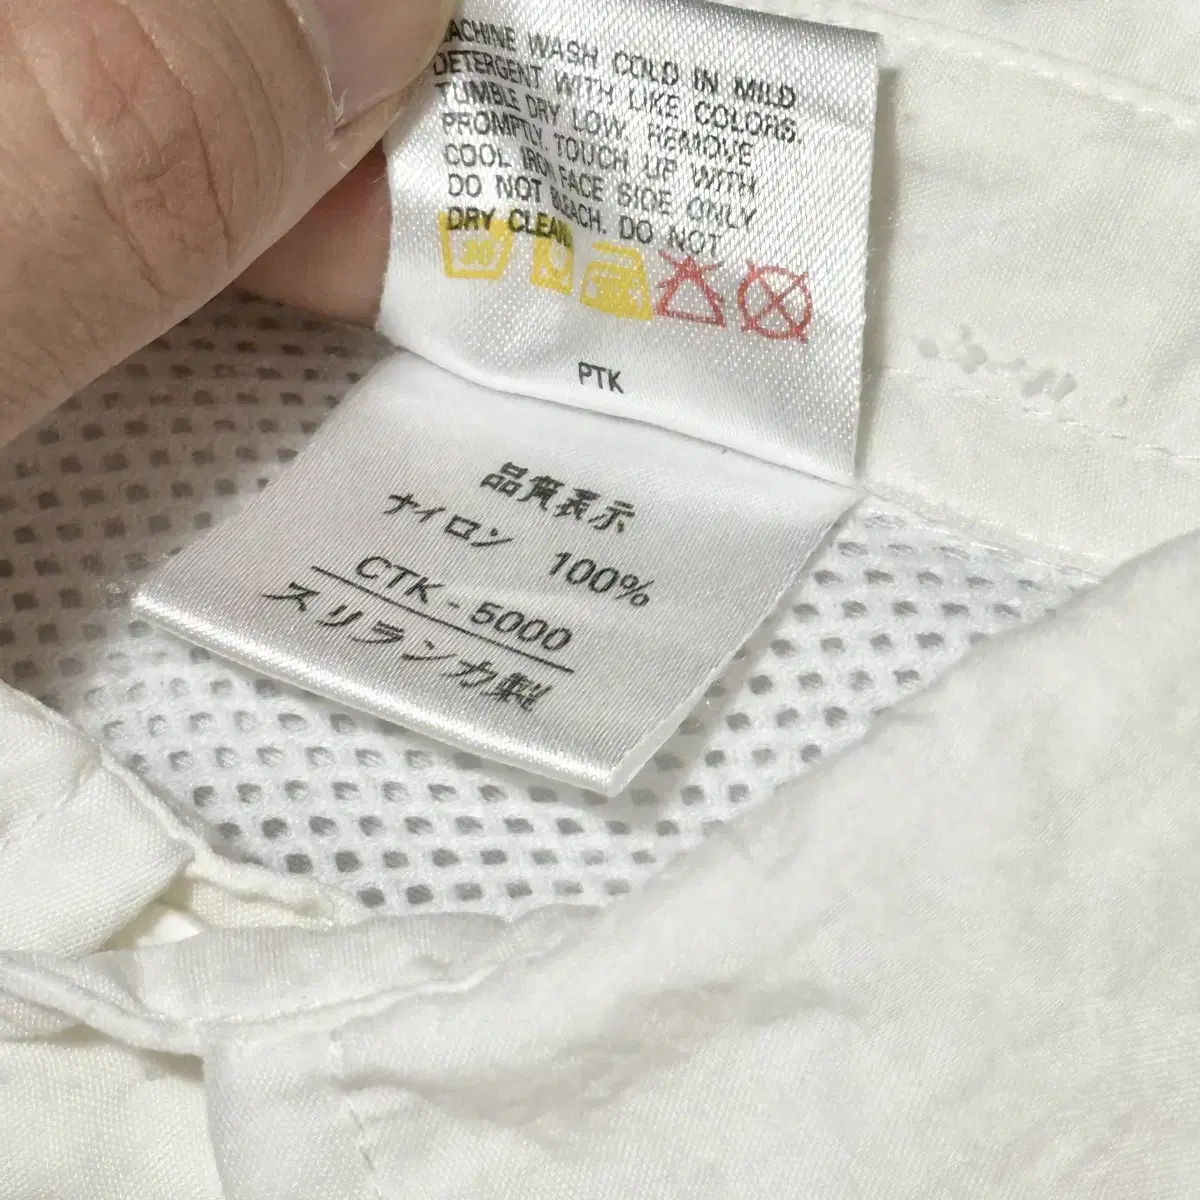 MACHINE WASH COLD IN MILD
DETERGENT WITH LIKE COLORS.
TUMBLE DRY LOW. REMOVE
PROMPTLY. TOUCH UP WITH
COOL IRON FACE SIDE ONLY
DO NOT BLEACH. DO NOT
DRY CLEAN
30
PTK
品質表示
ナイロン 100%
CTK - 5000
スリランカ製